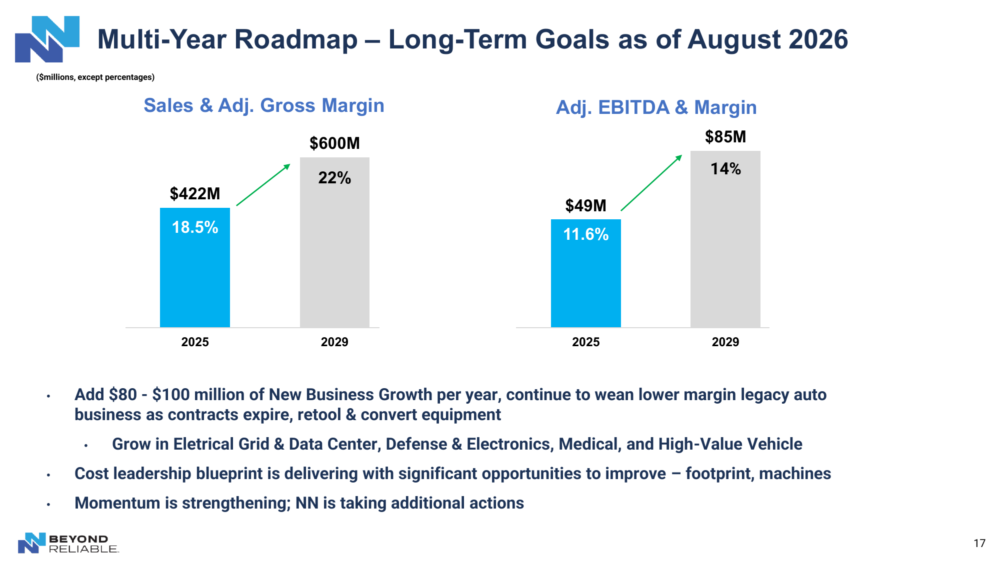 Multi-Year Roadmap – Long-Term Goals as of August 2026
($millions, except percentages)
Sales & Adj. Gross Margin
$422M
18.5%
$600M
22%
2025
2029
Adj. EBITDA & Margin
$49M
11.6%
$85M
14%
2025
2029
• Add $80 - $100 million of New Business Growth per year, continue to wean lower margin legacy auto
business as contracts expire, retool & convert equipment
• Grow in Eletrical Grid & Data Center, Defense & Electronics, Medical, and High-Value Vehicle
• Cost leadership blueprint is delivering with significant opportunities to improve – footprint, machines
• Momentum is strengthening; NN is taking additional actions
BEYOND
RELIABLE
17